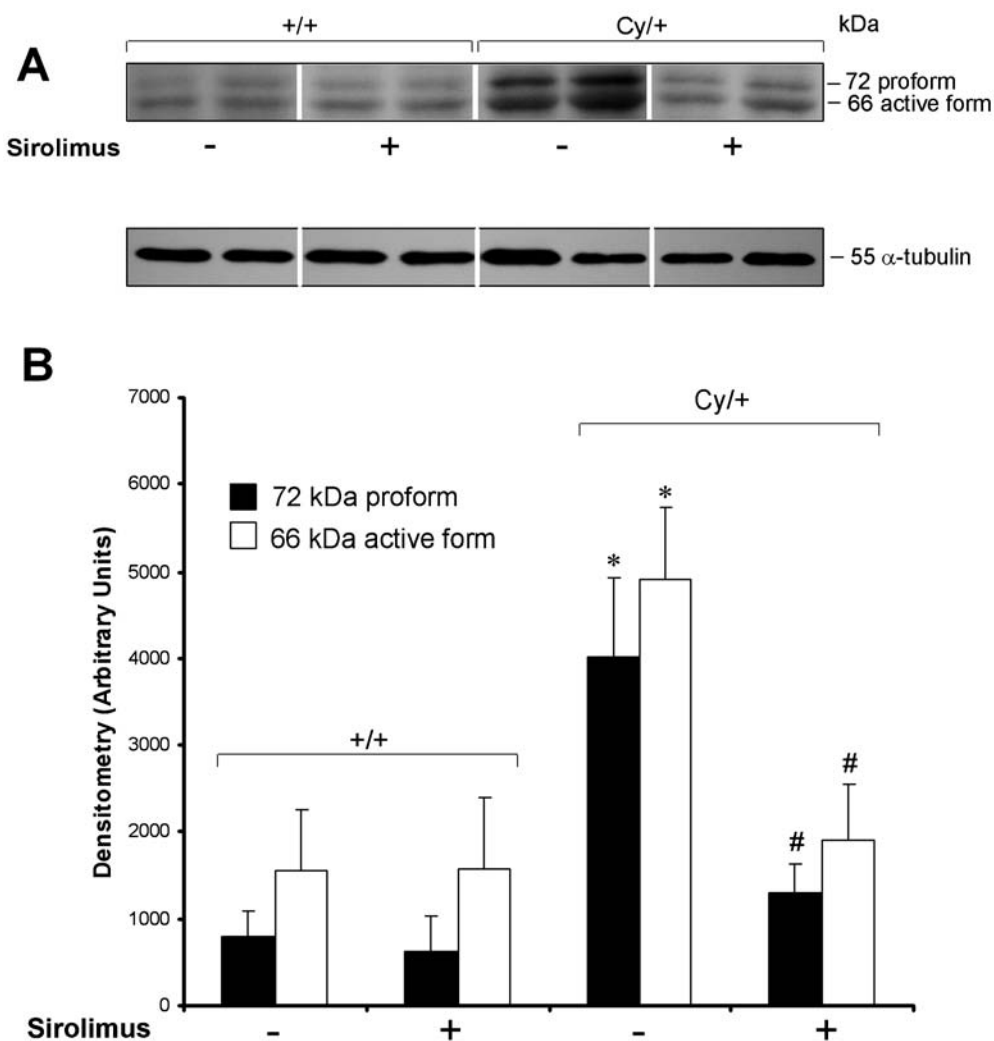 A
+/+ Cy/+ kDa
– 72 proform
– 66 active form
Sirolimus - + - +
– 55 α-tubulin
B
7000
6000
5000
4000
3000
2000
1000
0
Densitometry (Arbitrary Units)
72 kDa proform
66 kDa active form
+/+
Cy/+
* *
# #
Sirolimus - + - +